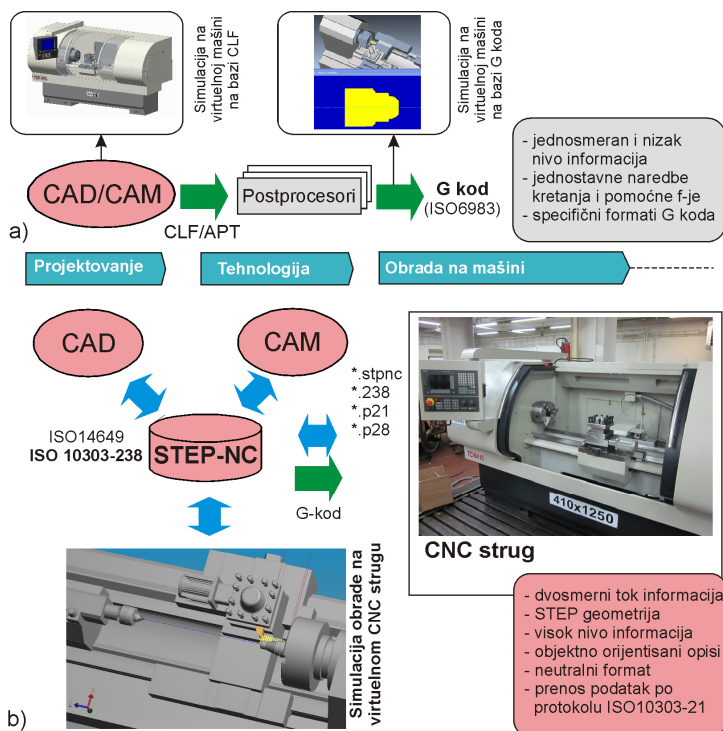 Simulacija na
virtuelnoj mašini
na bazi CLF
Simulacija na
virtuelnoj mašini
na bazi G koda
CAD/CAM
CLF/APT
Postprocesori
G kod
(ISO6983)
- jednosmeran i nizak
nivo informacija
- jednostavne naredbe
kretanja i pomoćne f-je
- specifični formati G koda
a)
Projektovanje
Tehnologija
Obrada na mašini
CAD
CAM
*.stpnc
*.238
*.p21
*.p28
ISO14649
ISO 10303-238
STEP-NC
G-kod
TCN410
410x1250
CNC strug
Simulacija obrade na
virtuelnom CNC strugu
- dvosmerni tok informacija
- STEP geometrija
- visok nivo informacija
- objektno orijentisani opisi
- neutralni format
- prenos podatak po
protokolu ISO10303-21
b)